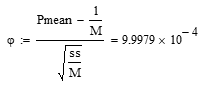 φ := (Pmean − 1/M) / √(ss/M) = 9.9979 × 10⁻⁴